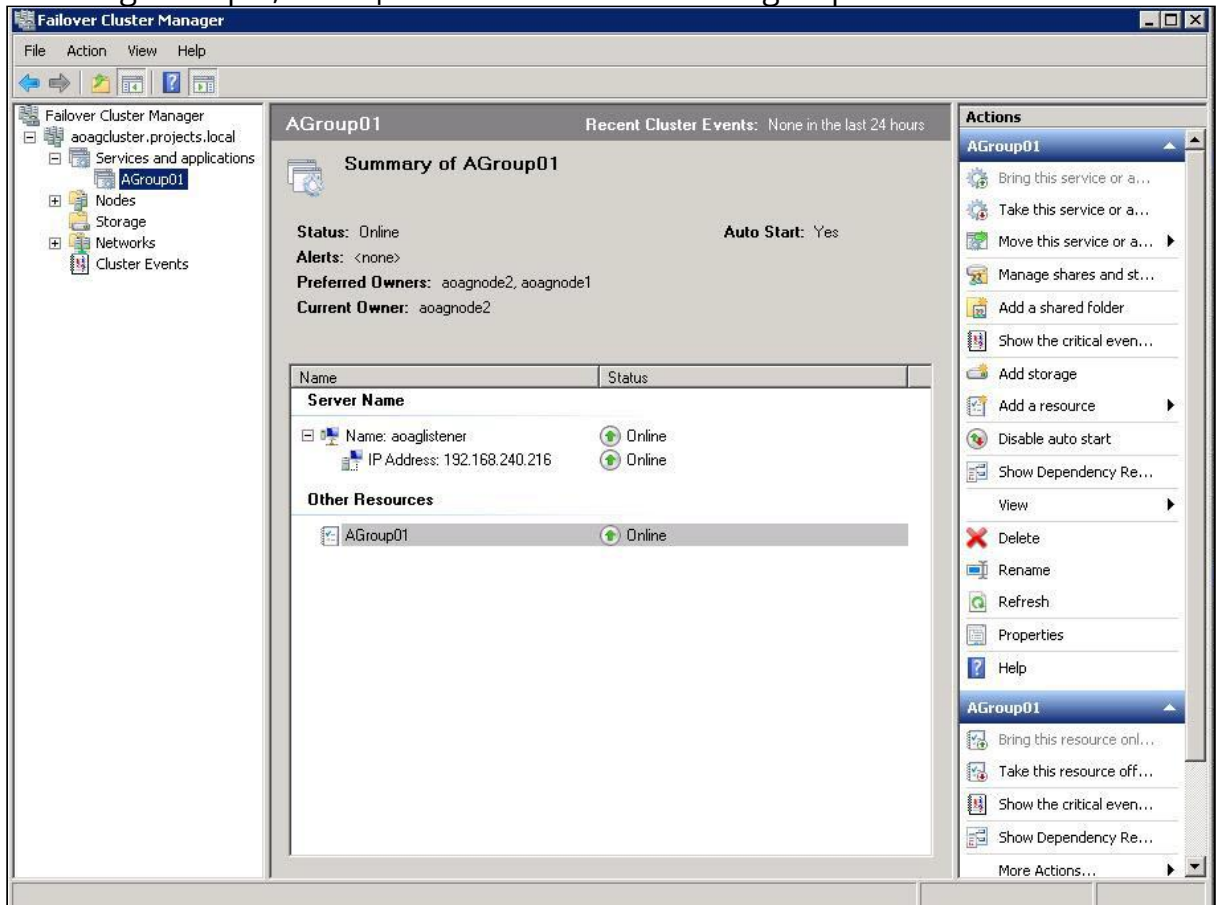 Failover Cluster Manager
File Action View Help
Failover Cluster Manager
aoagcluster.projects.local
Services and applications
AGroup01
Nodes
Storage
Networks
Cluster Events
AGroup01 Recent Cluster Events: None in the last 24 hours
Summary of AGroup01
Status: Online Auto Start: Yes
Alerts: <none>
Preferred Owners: aoagnode2, aoagnode1
Current Owner: aoagnode2
Name Status
Server Name
Name: aoaglistener Online
IP Address: 192.168.240.216 Online
Other Resources
AGroup01 Online
Actions
AGroup01
Bring this service or a...
Take this service or a...
Move this service or a...
Manage shares and st...
Add a shared folder
Show the critical even...
Add storage
Add a resource
Disable auto start
Show Dependency Re...
View
Delete
Rename
Refresh
Properties
Help
AGroup01
Bring this resource onl...
Take this resource off...
Show the critical even...
Show Dependency Re...
More Actions...